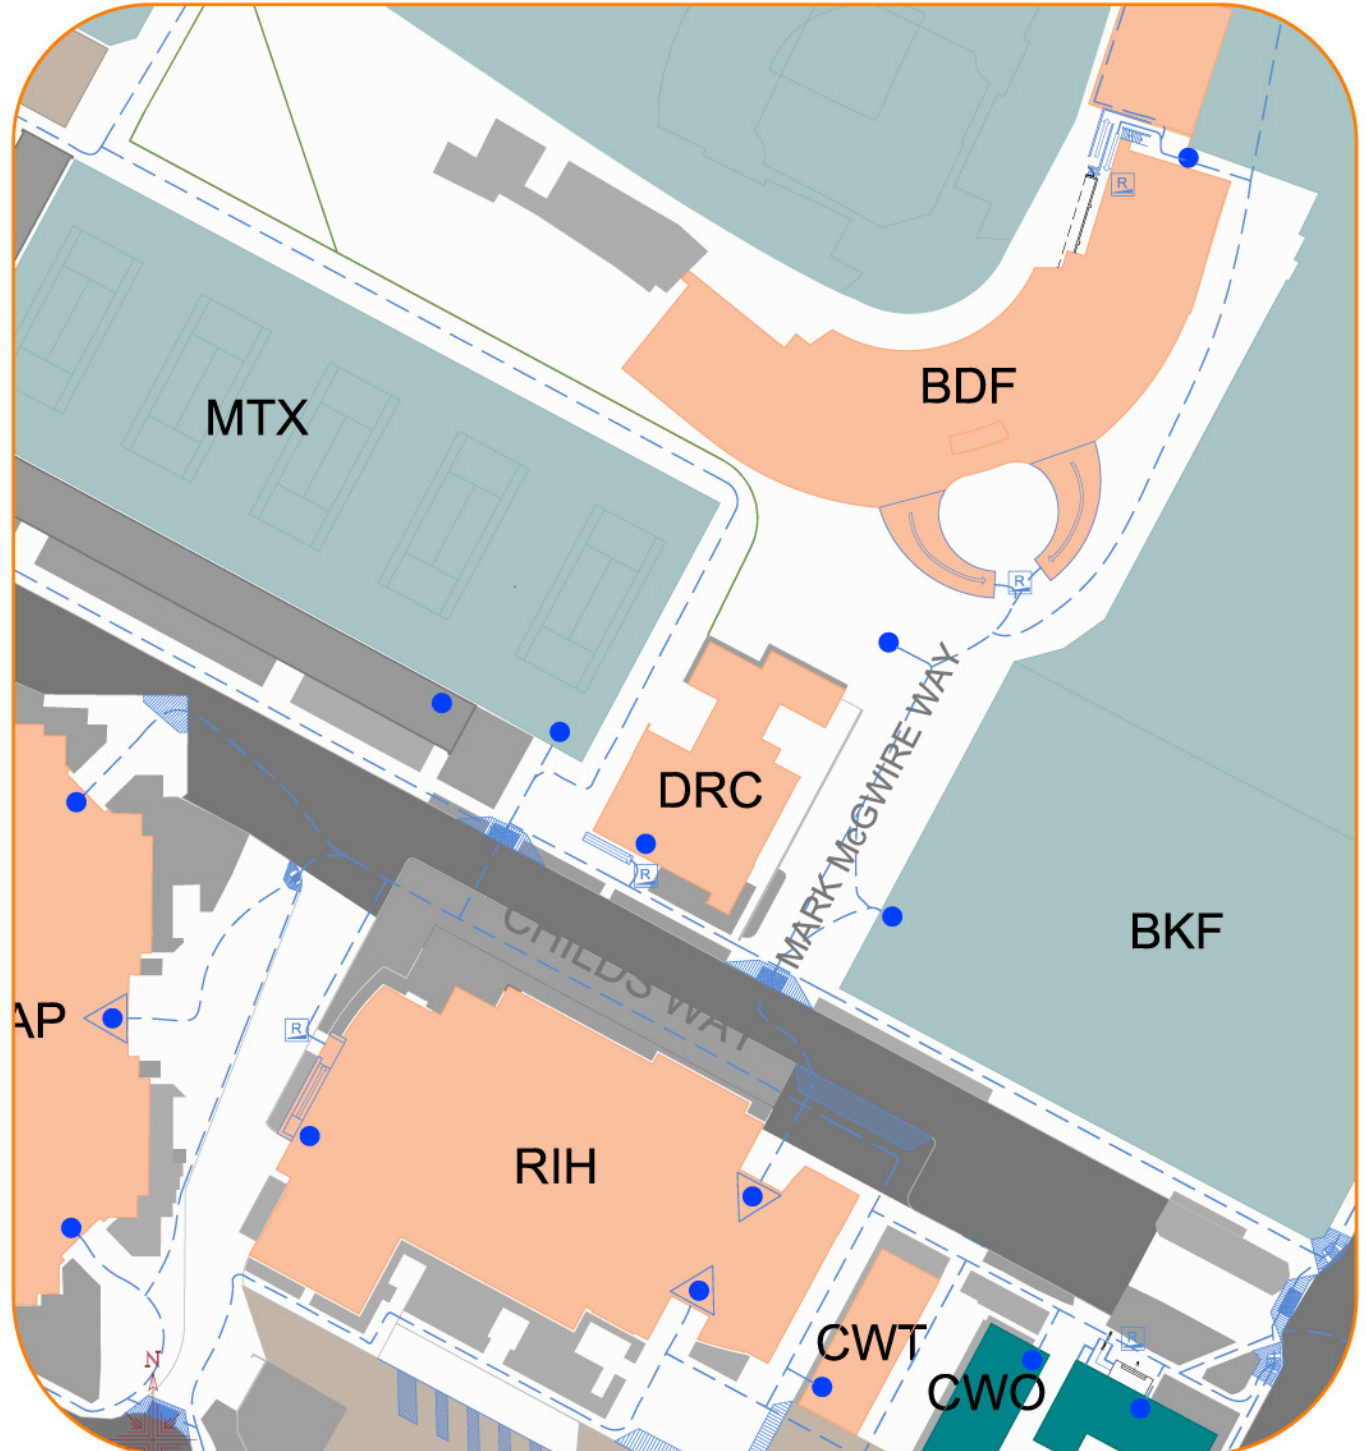 R
BDF
MTX
R
MARK McGWIRE WAY
DRC
R
BKF
CHILDS WAY
AP
R
RIH
CWT
R
CWO
N